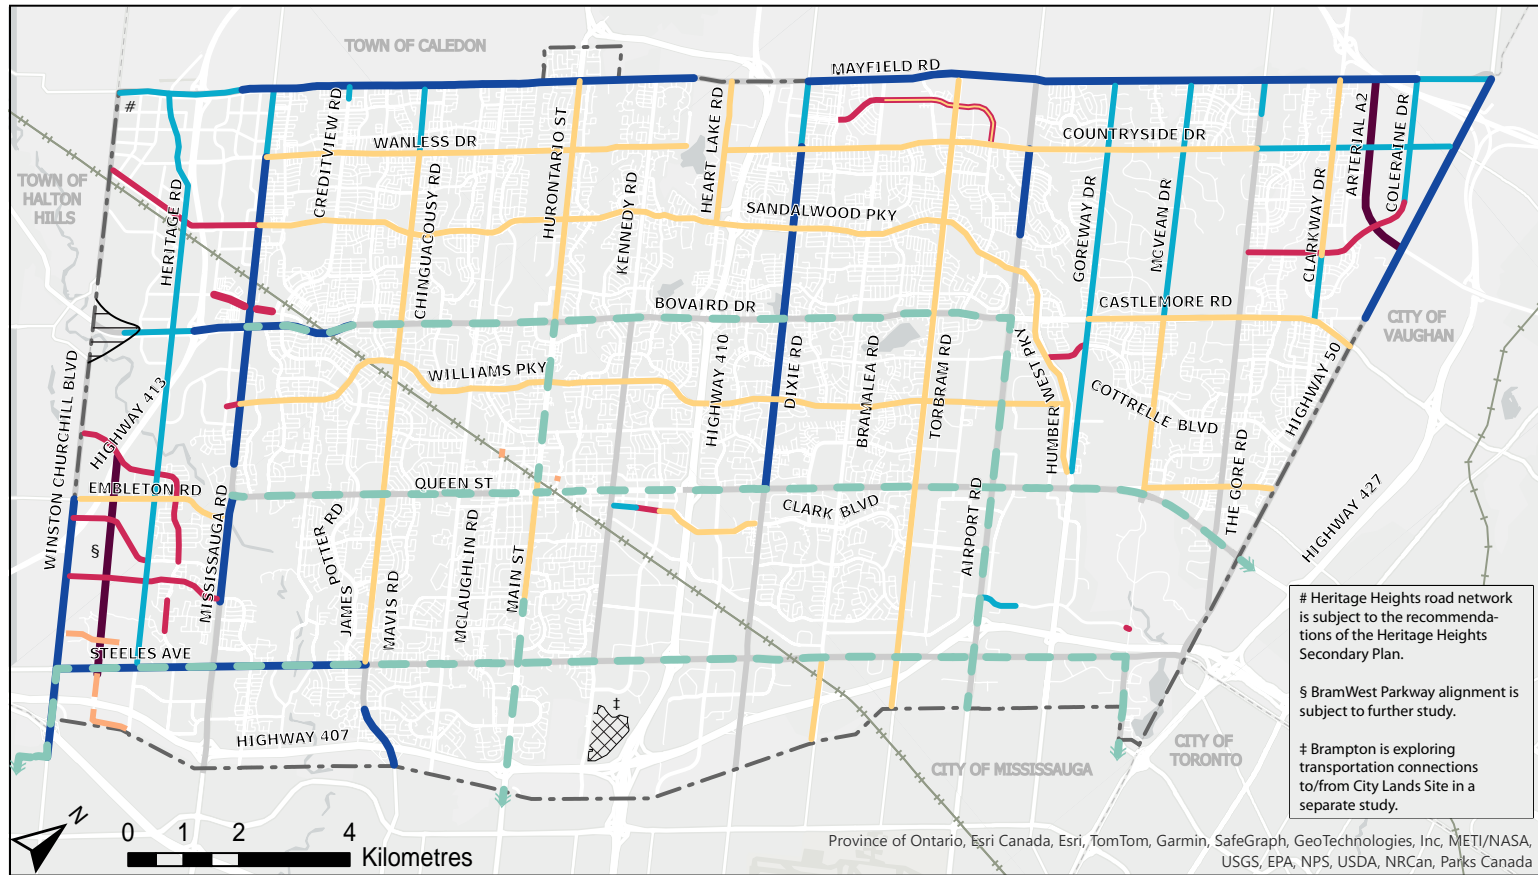 TOWN OF CALEDON
MAYFIELD RD
#
CREDITVIEW RD
WANLESS DR
HURONTARIO ST
HEART LAKE RD
COUNTRYSIDE DR
ARTERIAL A2
COLERAINE DR
TOWN OF
HALTON
HILLS
HERITAGE RD
CHINGUACOUSY RD
KENNEDY RD
SANDALWOOD PKY
GOREWAY DR
MCVEAN DR
CLARKWAY DR
BOVAIRD DR
CASTLEMORE RD
CITY OF
VAUGHAN
WINSTON CHURCHILL BLVD
HIGHWAY 413
WILLIAMS PKY
HIGHWAY 410
DIXIE RD
BRAMALEA RD
TORBRAM RD
HUMBER WEST PKY
COTTRELLE BLVD
HIGHWAY 50
EMBLETON RD
MISSISSAUGA RD
QUEEN ST
CLARK BLVD
AIRPORT RD
THE GORE RD
HIGHWAY 427
§
JAMES POTTER RD
MAVIS RD
MCLAUGHLIN RD
MAIN ST
STEELES AVE
‡
HIGHWAY 407
CITY OF MISSISSAUGA
CITY OF
TORONTO
# Heritage Heights road network
is subject to the recommenda-
tions of the Heritage Heights
Secondary Plan.
§ BramWest Parkway alignment is
subject to further study.
‡ Brampton is exploring
transportation connections
to/from City Lands Site in a
separate study.
N
0 1 2 4
Kilometres
Province of Ontario, Esri Canada, Esri, TomTom, Garmin, SafeGraph, GeoTechnologies, Inc, METI/NASA,
USGS, EPA, NPS, USDA, NRCan, Parks Canada